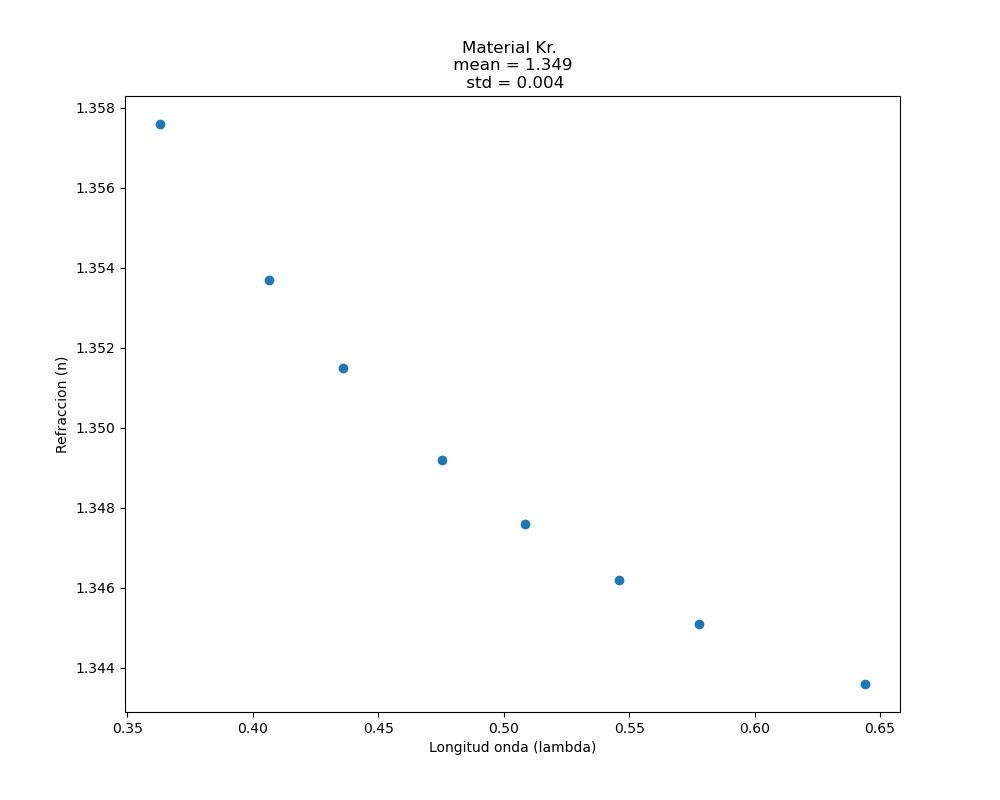 Material Kr.
mean = 1.349
std = 0.004
1.358
1.356
1.354
1.352
1.350
1.348
1.346
1.344
Refraccion (n)
0.35 0.40 0.45 0.50 0.55 0.60 0.65
Longitud onda (lambda)